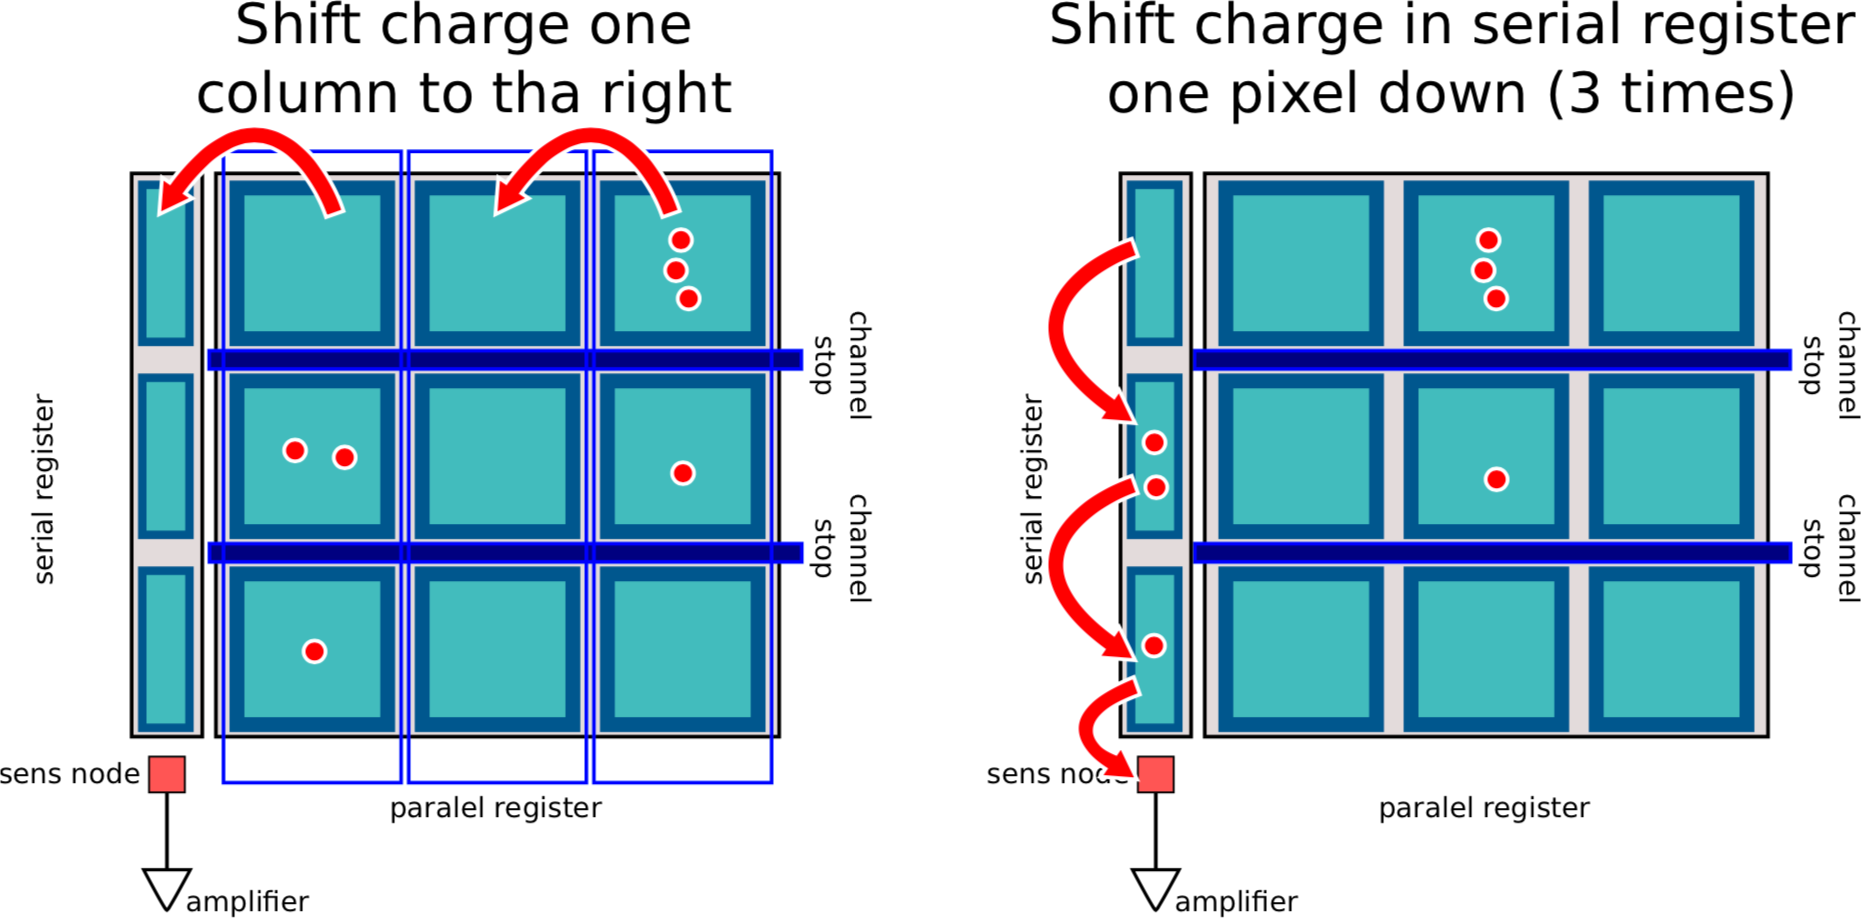 Shift charge one
column to tha right
channel
stop
channel
stop
serial register
sens node
paralel register
amplifier
Shift charge in serial register
one pixel down (3 times)
channel
stop
channel
stop
serial register
sens node
paralel register
amplifier